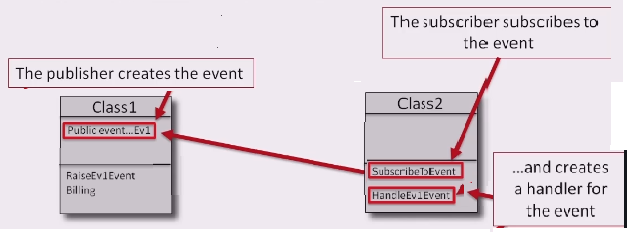 The subscriber subscribes to
the event
The publisher creates the event
Class1
Public event...Ev1
RaiseEv1Event
Billing
Class2
SubscribeToEvent
HandleEv1Event
...and creates
a handler for
the event